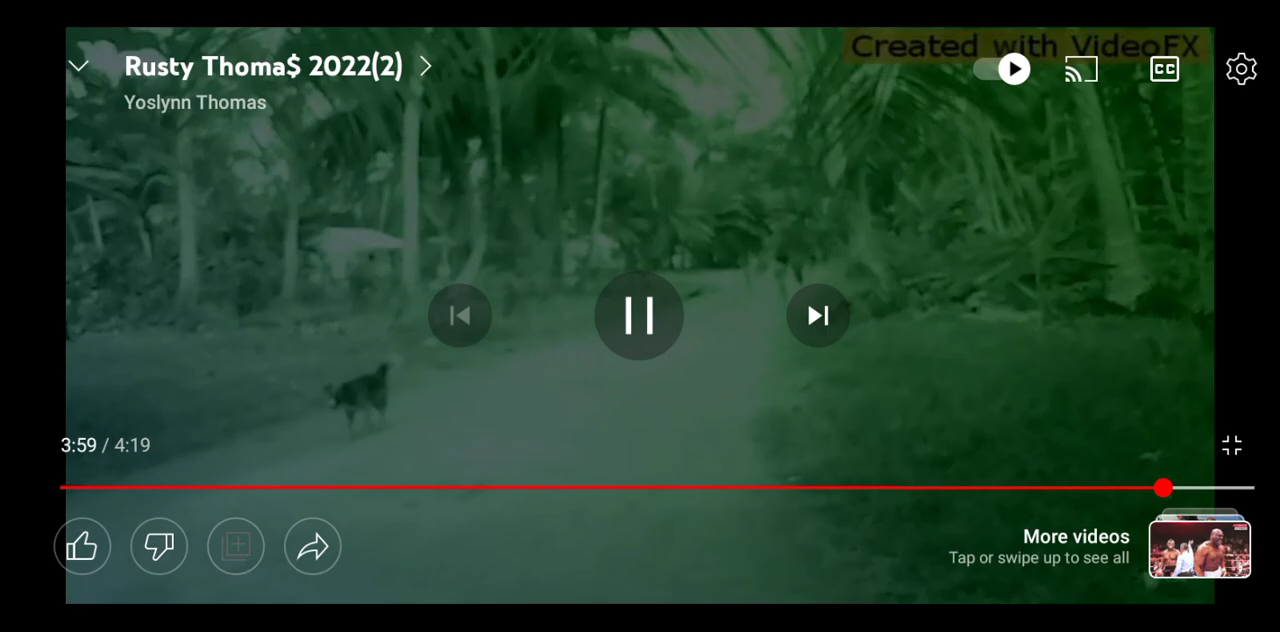 Created with VideoFX
Rusty Thoma$ 2022(2)
Yoslynn Thomas
CC
3:59 / 4:19
More videos
Tap or swipe up to see all